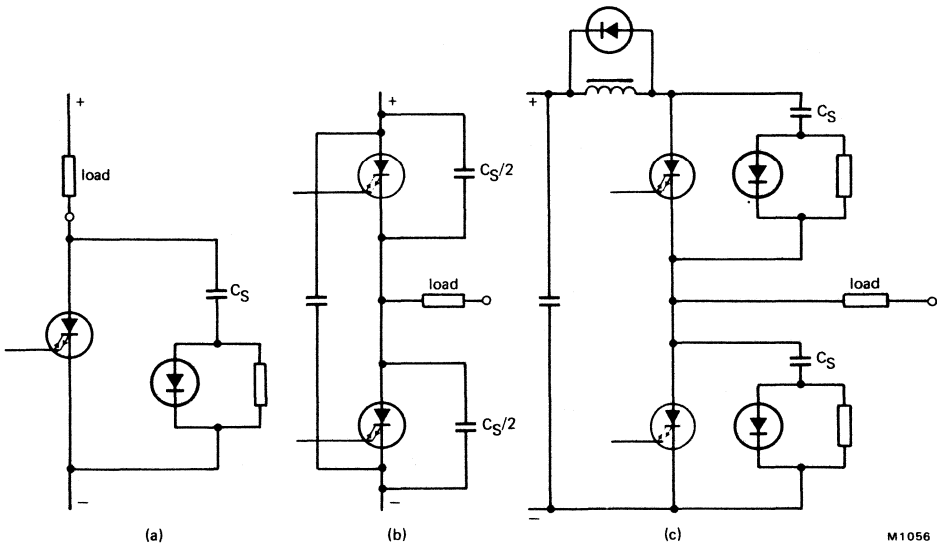 +
load
C_S
−
(a)
+
C_S/2
load
C_S/2
−
(b)
+
C_S
load
C_S
−
(c)
M1056